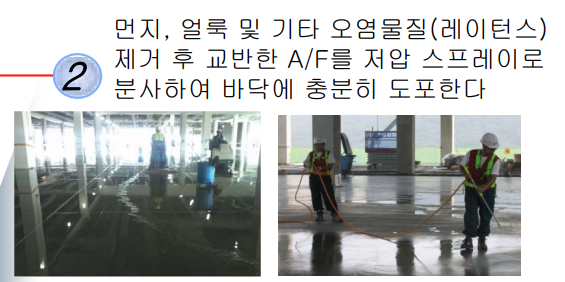 먼지, 얼룩 및 기타 오염물질(레이턴스)
제거 후 교반한 A/F를 저압 스프레이로
분사하여 바닥에 충분히 도포한다
2